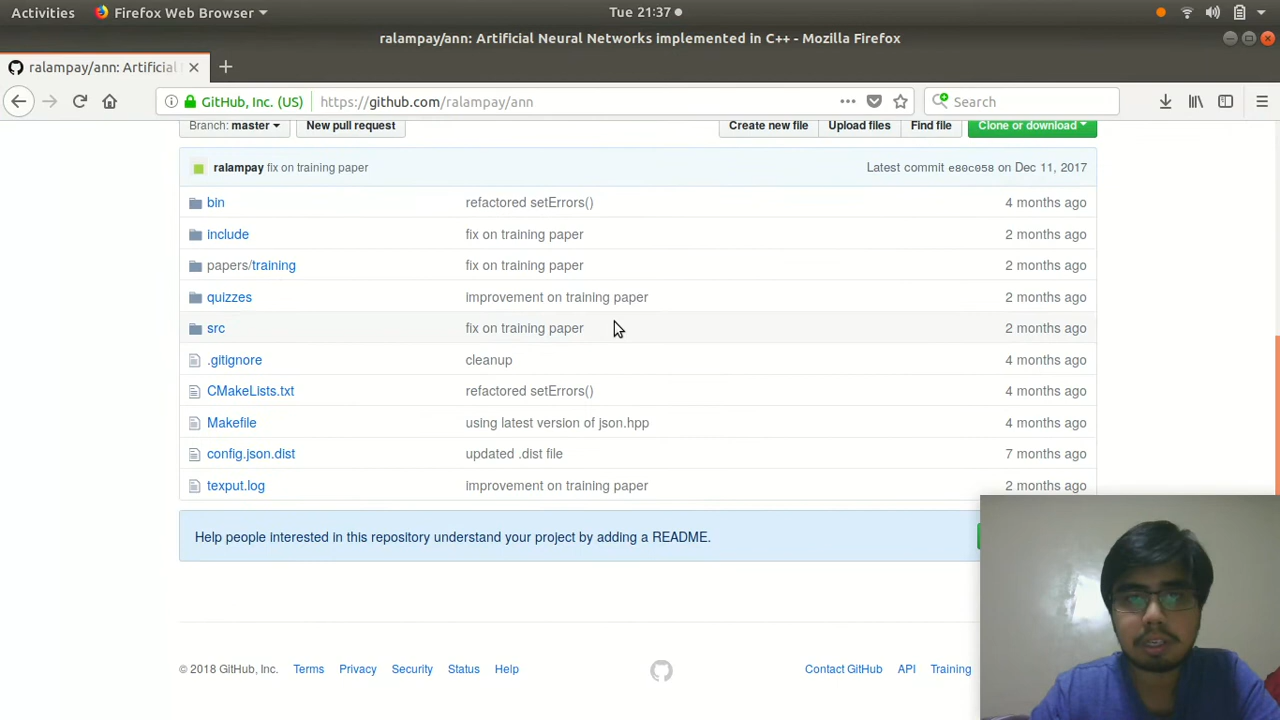 Activities Firefox Web Browser Tue 21:37
ralampay/ann: Artificial Neural Networks implemented in C++ - Mozilla Firefox
ralampay/ann: Artificial
GitHub, Inc. (US) https://github.com/ralampay/ann Search
Branch: master New pull request Create new file Upload files Find file Clone or download
ralampay fix on training paper Latest commit e80c058 on Dec 11, 2017
bin refactored setErrors() 4 months ago
include fix on training paper 2 months ago
papers/training fix on training paper 2 months ago
quizzes improvement on training paper 2 months ago
src fix on training paper 2 months ago
.gitignore cleanup 4 months ago
CMakeLists.txt refactored setErrors() 4 months ago
Makefile using latest version of json.hpp 4 months ago
config.json.dist updated .dist file 7 months ago
texput.log improvement on training paper 2 months ago
Help people interested in this repository understand your project by adding a README.
© 2018 GitHub, Inc. Terms Privacy Security Status Help Contact GitHub API Training